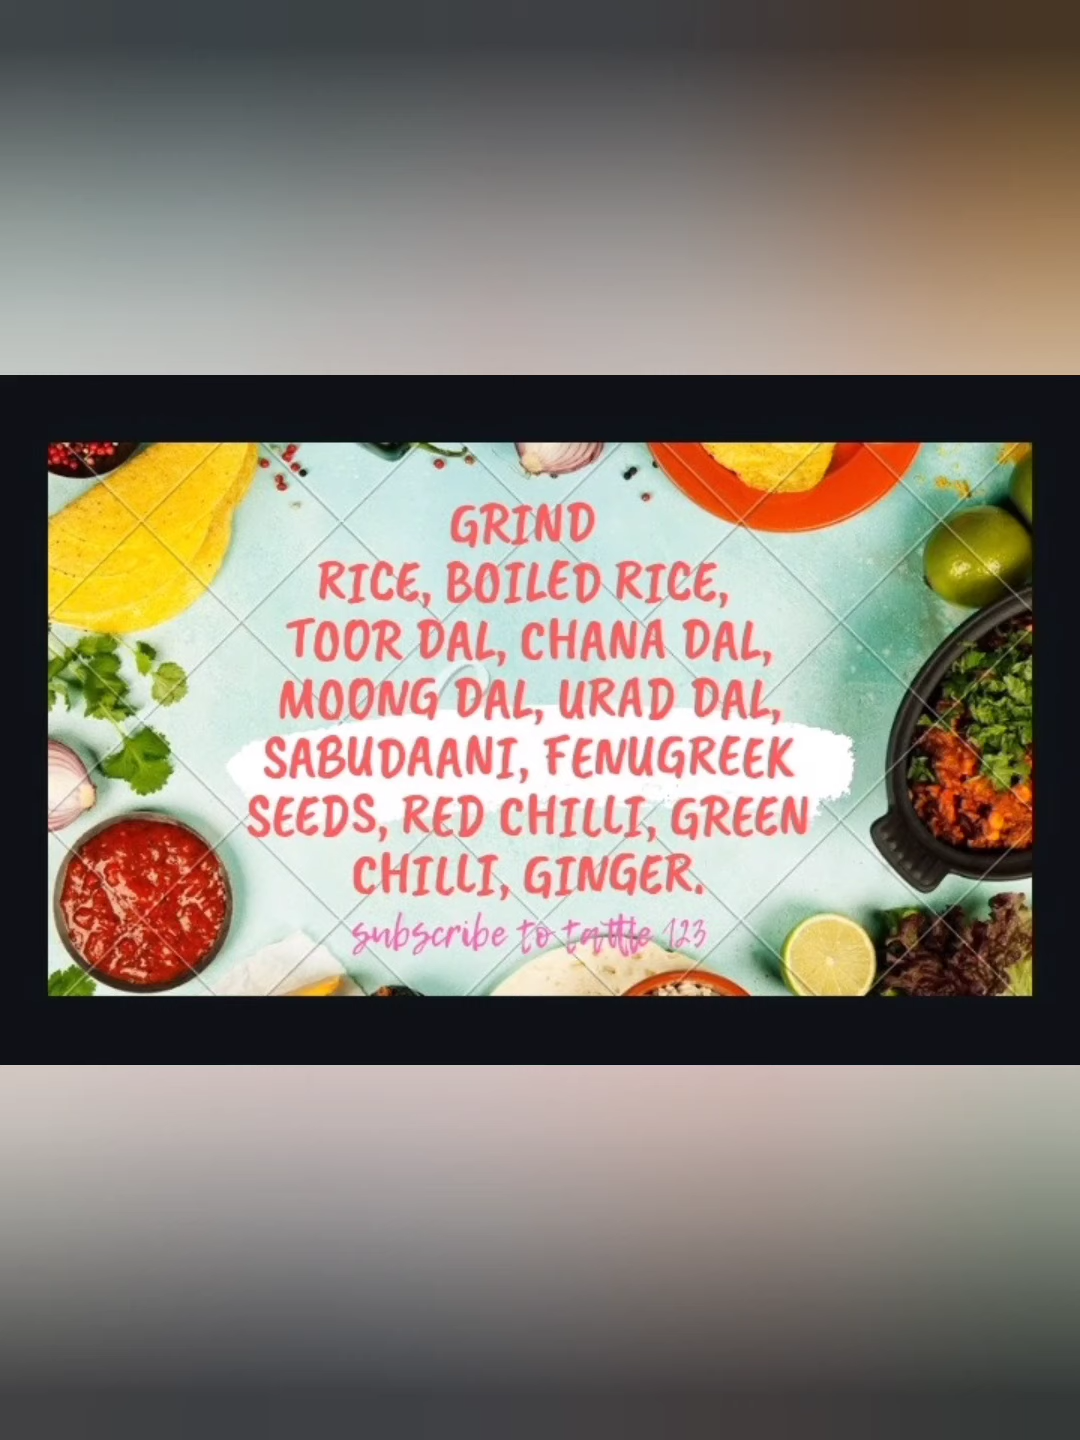 GRIND
RICE, BOILED RICE,
TOOR DAL, CHANA DAL,
MOONG DAL, URAD DAL,
SABUDAANI, FENUGREEK
SEEDS, RED CHILLI, GREEN
CHILLI, GINGER.
subscribe to tattle 123